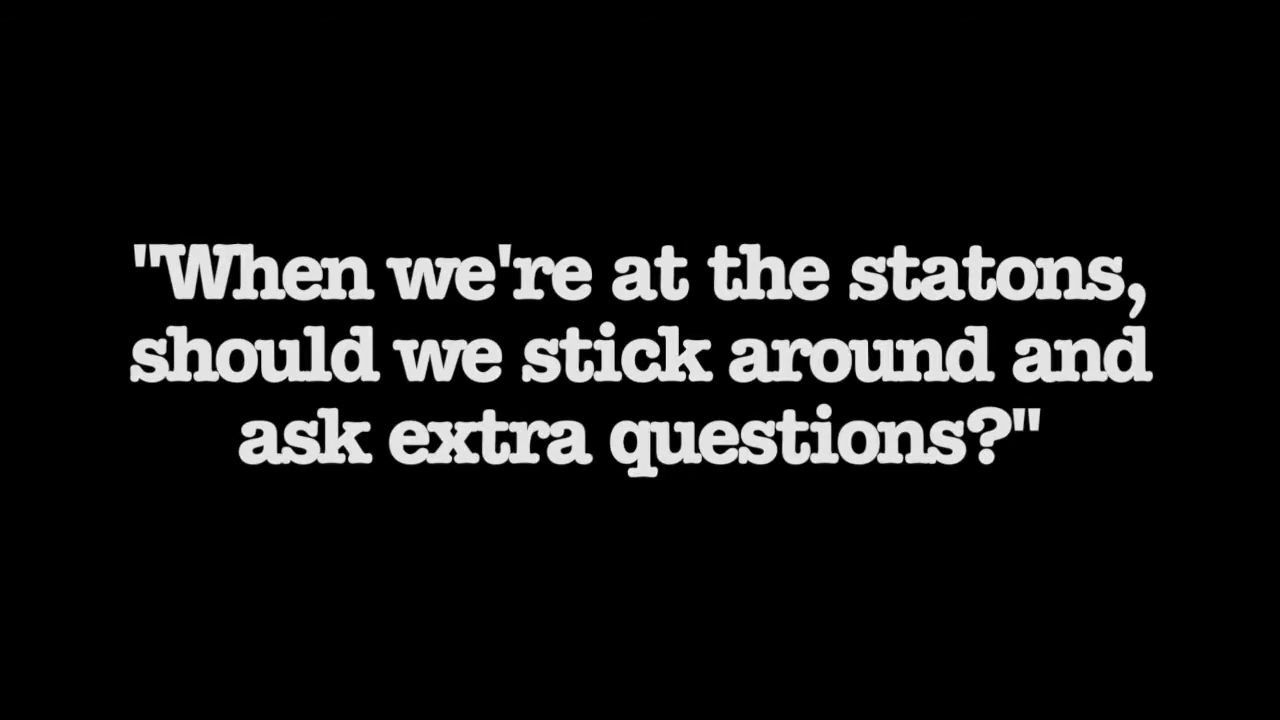 "When we're at the statons,
should we stick around and
ask extra questions?"